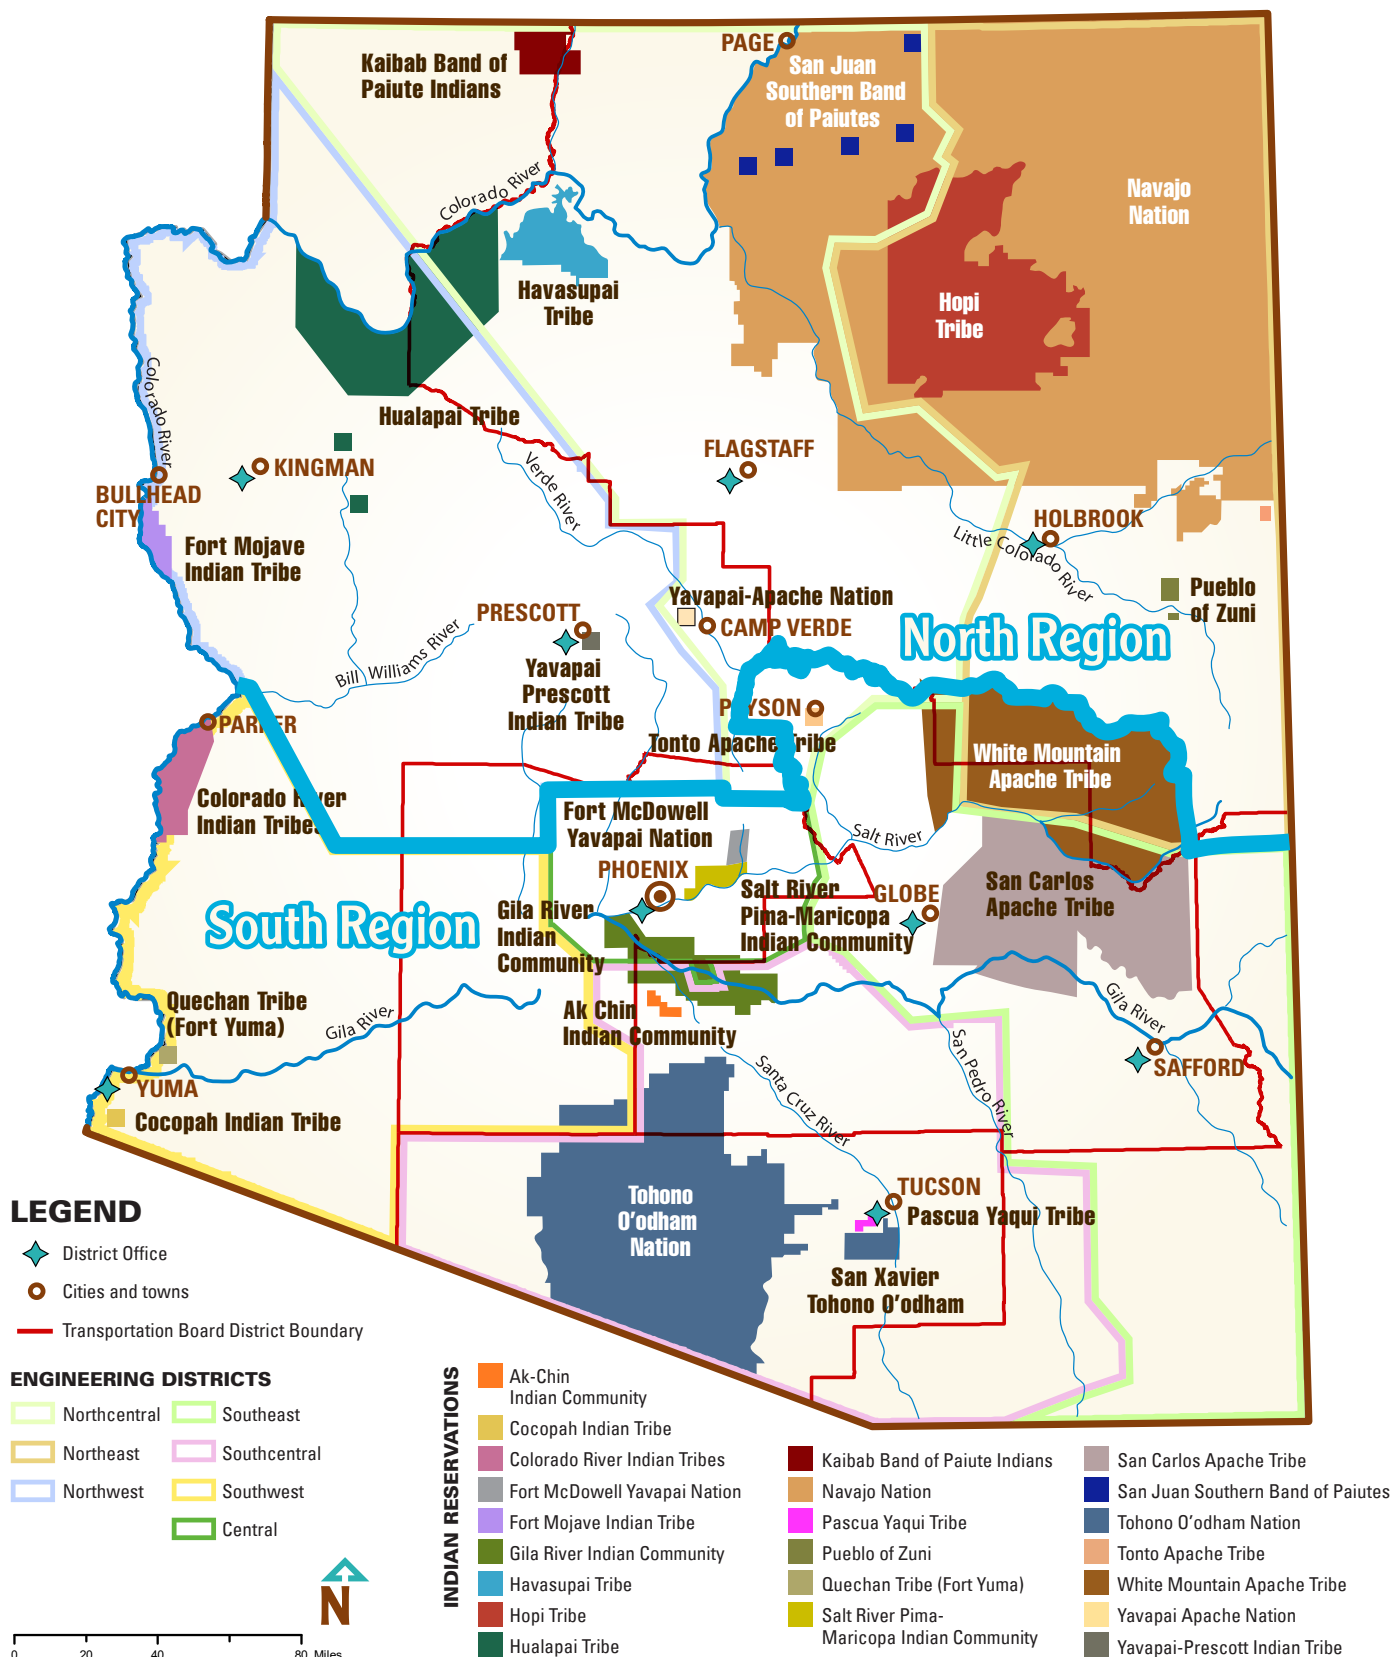 Kaibab Band of
Paiute Indians
PAGE
San Juan
Southern Band
of Paiutes
Navajo
Nation
Colorado River
Havasupai
Tribe
Hopi
Tribe
Colorado River
Hualapai Tribe
KINGMAN
BULLHEAD
CITY
Verde River
FLAGSTAFF
HOLBROOK
Little Colorado River
Fort Mojave
Indian Tribe
Pueblo
of Zuni
Yavapai-Apache Nation
CAMP VERDE
PRESCOTT
North Region
Bill Williams River
Yavapai
Prescott
Indian Tribe
PARKER
PAYSON
Tonto Apache Tribe
White Mountain
Apache Tribe
Colorado River
Indian Tribes
Fort McDowell
Yavapai Nation
Salt River
PHOENIX
Salt River
Pima-Maricopa
Indian Community
GLOBE
San Carlos
Apache Tribe
South Region
Gila River
Indian
Community
Quechan Tribe
(Fort Yuma)
Gila River
Ak Chin
Indian Community
Gila River
San Pedro River
Santa Cruz River
SAFFORD
YUMA
Cocopah Indian Tribe
Tohono
O'odham
Nation
TUCSON
Pascua Yaqui Tribe
San Xavier
Tohono O'odham
LEGEND
District Office
Cities and towns
Transportation Board District Boundary
ENGINEERING DISTRICTS
Northcentral
Northeast
Northwest
Southeast
Southcentral
Southwest
Central
N
0 20 40 80 Miles
INDIAN RESERVATIONS
Ak-Chin
Indian Community
Cocopah Indian Tribe
Colorado River Indian Tribes
Fort McDowell Yavapai Nation
Fort Mojave Indian Tribe
Gila River Indian Community
Havasupai Tribe
Hopi Tribe
Hualapai Tribe
Kaibab Band of Paiute Indians
Navajo Nation
Pascua Yaqui Tribe
Pueblo of Zuni
Quechan Tribe (Fort Yuma)
Salt River Pima-
Maricopa Indian Community
San Carlos Apache Tribe
San Juan Southern Band of Paiutes
Tohono O'odham Nation
Tonto Apache Tribe
White Mountain Apache Tribe
Yavapai Apache Nation
Yavapai-Prescott Indian Tribe